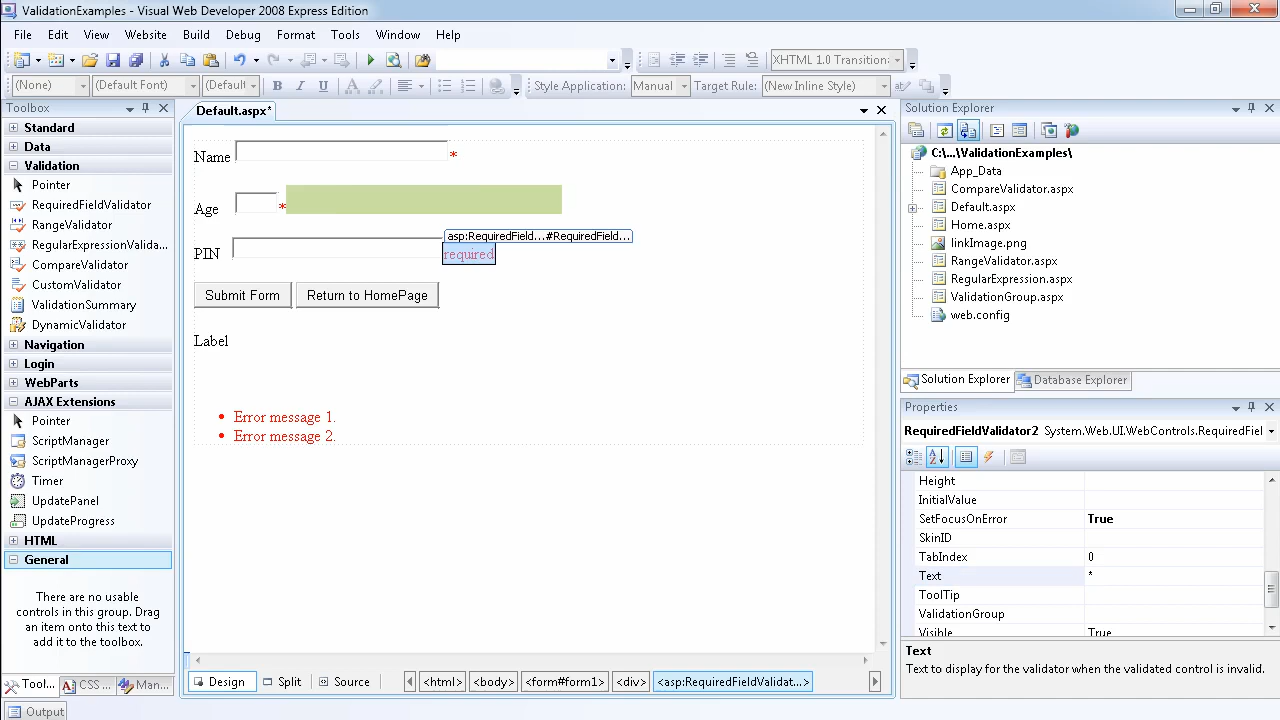 ValidationExamples - Visual Web Developer 2008 Express Edition
File Edit View Website Build Debug Format Tools Window Help
XHTML 1.0 Transition:
(None) (Default Font) (Default B I U A Style Application: Manual Target Rule: (New Inline Style)
Toolbox
Standard
Data
Validation
Pointer
RequiredFieldValidator
RangeValidator
RegularExpressionValida...
CompareValidator
CustomValidator
ValidationSummary
DynamicValidator
Navigation
Login
WebParts
AJAX Extensions
Pointer
ScriptManager
ScriptManagerProxy
Timer
UpdatePanel
UpdateProgress
HTML
General
There are no usable
controls in this group. Drag
an item onto this text to
add it to the toolbox.
Tool... CSS ... Man...
Output
Default.aspx*
Name *
Age *
asp:RequiredField...#RequiredField...
PIN required
Submit Form Return to HomePage
Label
• Error message 1.
• Error message 2.
Design Split Source <html> <body> <form#form1> <div> <asp:RequiredFieldValidat...>
Solution Explorer
C:\...\ValidationExamples\
App_Data
CompareValidator.aspx
Default.aspx
Home.aspx
linkImage.png
RangeValidator.aspx
RegularExpression.aspx
ValidationGroup.aspx
web.config
Solution Explorer Database Explorer
Properties
RequiredFieldValidator2 System.Web.UI.WebControls.RequiredFiel
Height
InitialValue
SetFocusOnError True
SkinID
TabIndex 0
Text *
ToolTip
ValidationGroup
Visible True
Text
Text to display for the validator when the validated control is invalid.